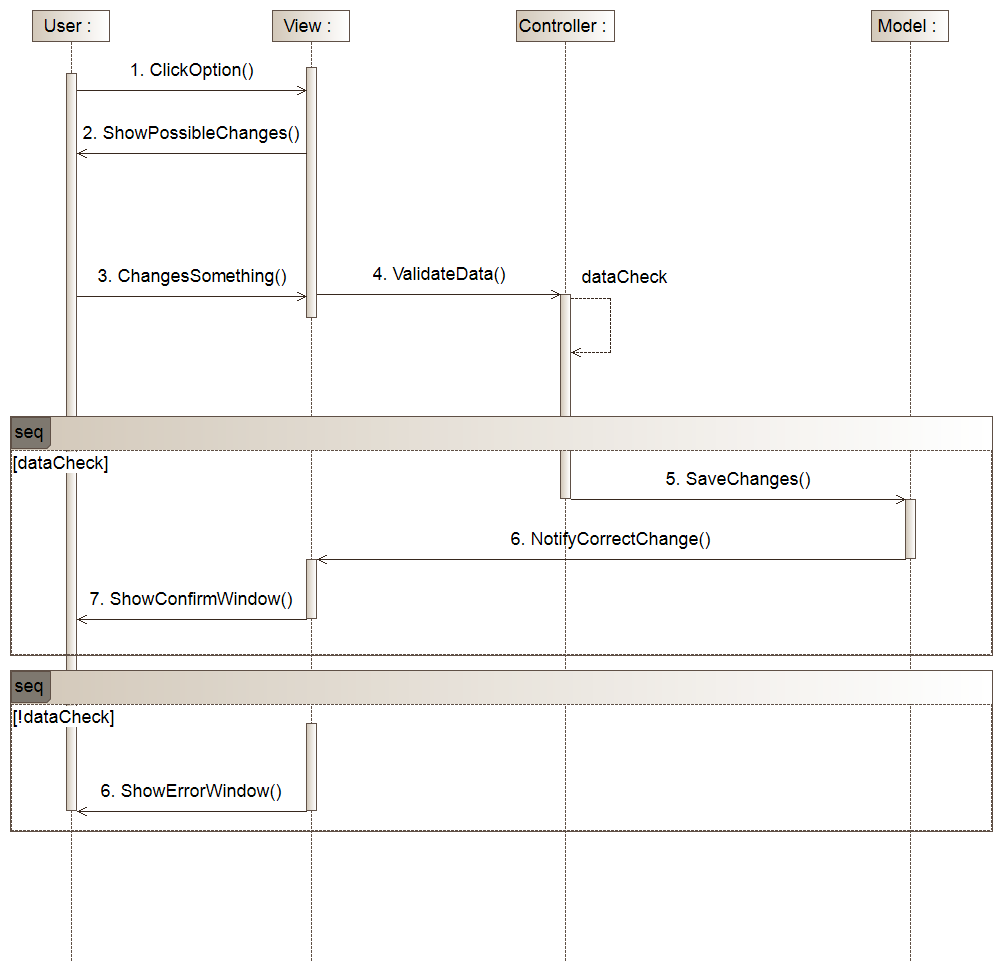 User :
View :
Controller :
Model :
1. ClickOption()
2. ShowPossibleChanges()
3. ChangesSomething()
4. ValidateData()
dataCheck
seq
[dataCheck]
5. SaveChanges()
6. NotifyCorrectChange()
7. ShowConfirmWindow()
seq
[!dataCheck]
6. ShowErrorWindow()